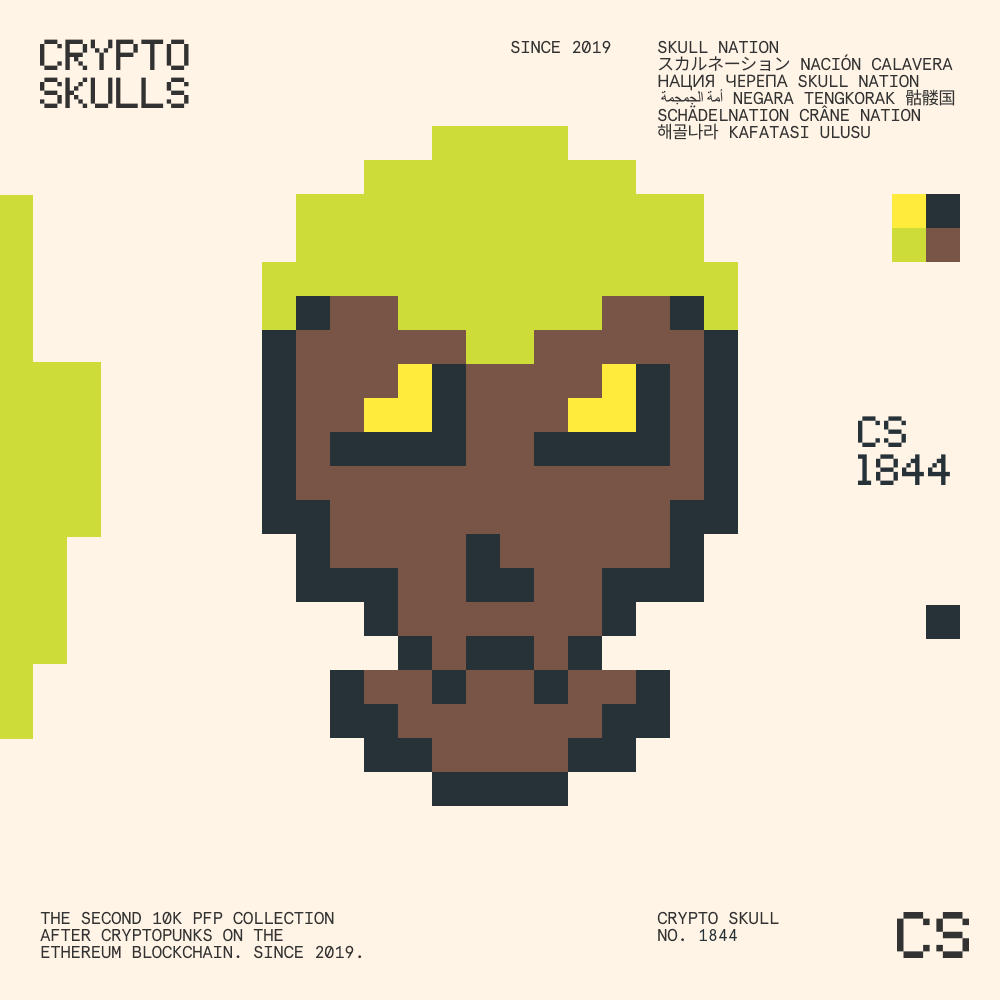 CRYPTO
SKULLS
SINCE 2019
SKULL NATION
スカルネーション NACIÓN CALAVERA
НАЦИЯ ЧЕРЕПА SKULL NATION
أمة الجمجمة NEGARA TENGKORAK 骷髅国
SCHÄDELNATION CRÂNE NATION
해골나라 KAFATASI ULUSU
CS
1844
THE SECOND 10K PFP COLLECTION
AFTER CRYPTOPUNKS ON THE
ETHEREUM BLOCKCHAIN. SINCE 2019.
CRYPTO SKULL
NO. 1844
CS